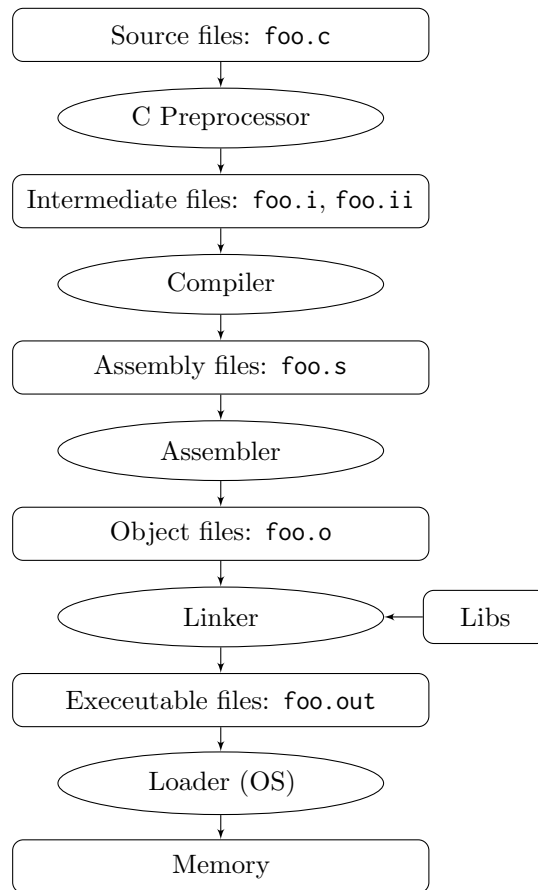 Source files: foo.c
C Preprocessor
Intermediate files: foo.i, foo.ii
Compiler
Assembly files: foo.s
Assembler
Object files: foo.o
Linker
Libs
Exeecutable files: foo.out
Loader (OS)
Memory